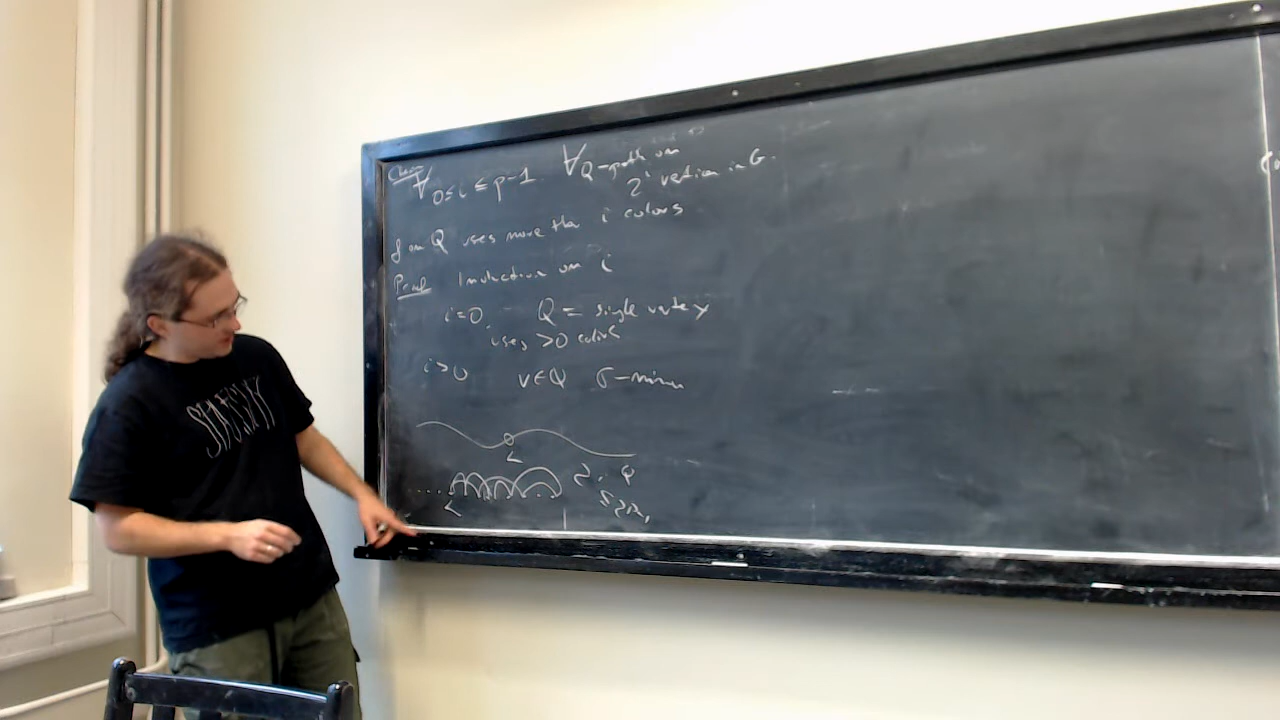 Claim ∀ 0≤i≤p-1 ∀ Q-path on
2^i vertices in G.
f on Q uses more than i colors
Proof Induction on i
i=0. Q = single vertex
uses >0 colors
i>0 v∈Q σ-minim
L
Q
L